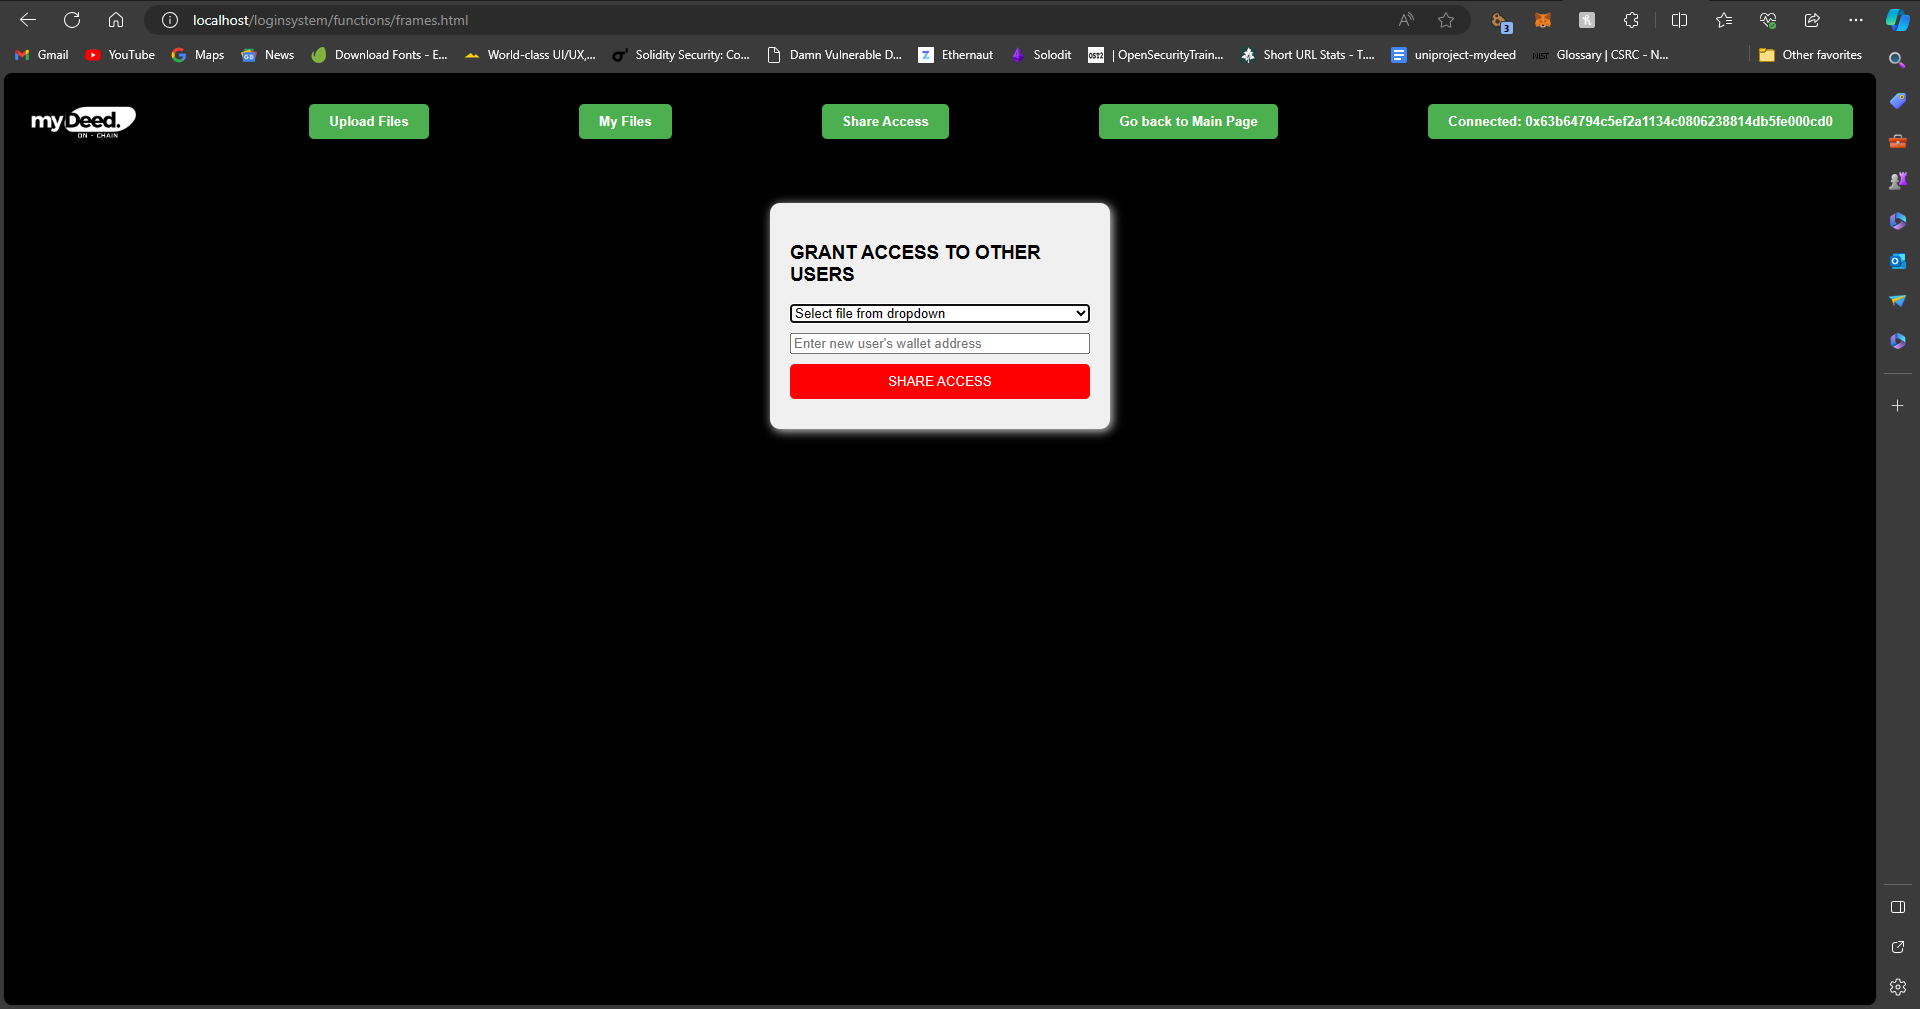 localhost/loginsystem/functions/frames.html
3
Gmail
YouTube
Maps
News
Download Fonts - E...
World-class UI/UX,...
Solidity Security: Co...
Damn Vulnerable D...
Ethernaut
Solodit
OST2 | OpenSecurityTrain...
Short URL Stats - T....
uniproject-mydeed
NIST Glossary | CSRC - N...
Other favorites
myDeed.
ON - CHAIN
Upload Files
My Files
Share Access
Go back to Main Page
Connected: 0x63b64794c5ef2a1134c0806238814db5fe000cd0
GRANT ACCESS TO OTHER
USERS
Select file from dropdown
Enter new user's wallet address
SHARE ACCESS